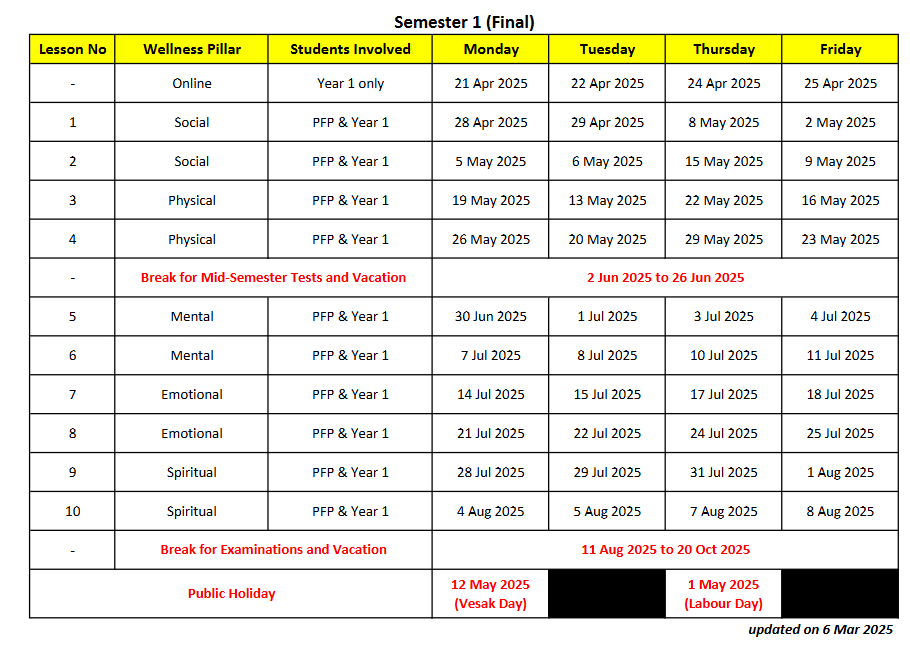 Semester 1 (Final)
Lesson No Wellness Pillar Students Involved Monday Tuesday Thursday Friday
- Online Year 1 only 21 Apr 2025 22 Apr 2025 24 Apr 2025 25 Apr 2025
1 Social PFP & Year 1 28 Apr 2025 29 Apr 2025 8 May 2025 2 May 2025
2 Social PFP & Year 1 5 May 2025 6 May 2025 15 May 2025 9 May 2025
3 Physical PFP & Year 1 19 May 2025 13 May 2025 22 May 2025 16 May 2025
4 Physical PFP & Year 1 26 May 2025 20 May 2025 29 May 2025 23 May 2025
- Break for Mid-Semester Tests and Vacation 2 Jun 2025 to 26 Jun 2025
5 Mental PFP & Year 1 30 Jun 2025 1 Jul 2025 3 Jul 2025 4 Jul 2025
6 Mental PFP & Year 1 7 Jul 2025 8 Jul 2025 10 Jul 2025 11 Jul 2025
7 Emotional PFP & Year 1 14 Jul 2025 15 Jul 2025 17 Jul 2025 18 Jul 2025
8 Emotional PFP & Year 1 21 Jul 2025 22 Jul 2025 24 Jul 2025 25 Jul 2025
9 Spiritual PFP & Year 1 28 Jul 2025 29 Jul 2025 31 Jul 2025 1 Aug 2025
10 Spiritual PFP & Year 1 4 Aug 2025 5 Aug 2025 7 Aug 2025 8 Aug 2025
- Break for Examinations and Vacation 11 Aug 2025 to 20 Oct 2025
Public Holiday 12 May 2025 1 May 2025
(Vesak Day) (Labour Day)
updated on 6 Mar 2025